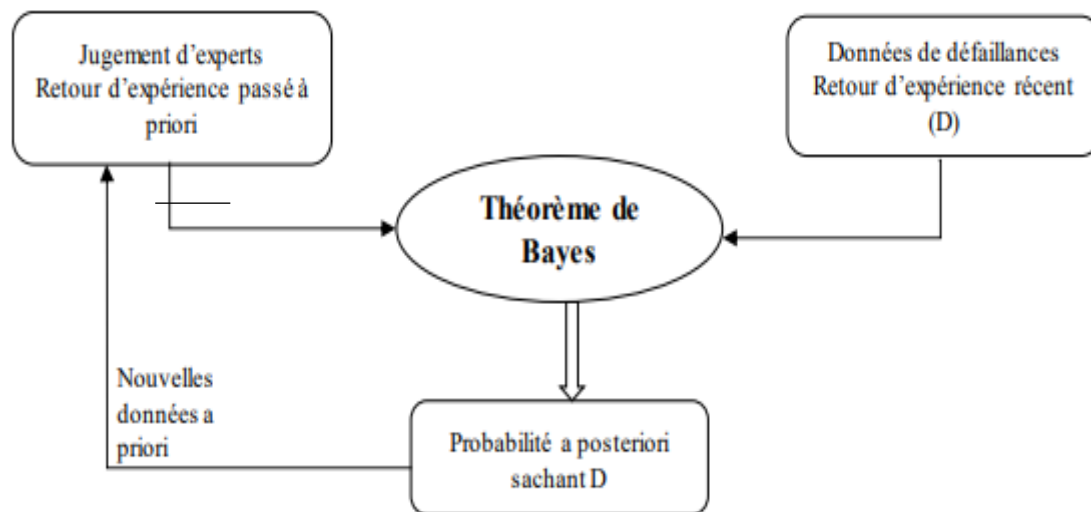 Jugement d'experts
Retour d'expérience passé à
priori
Données de défaillances
Retour d'expérience récent
(D)
Théorème de
Bayes
Nouvelles
données a
priori
Probabilité a posteriori
sachant D